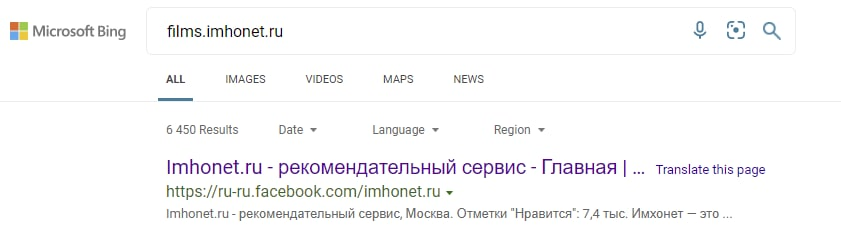 Microsoft Bing
films.imhonet.ru
ALL IMAGES VIDEOS MAPS NEWS
6 450 Results Date Language Region
Imhonet.ru - рекомендательный сервис - Главная | ... Translate this page
https://ru-ru.facebook.com/imhonet.ru
Imhonet.ru - рекомендательный сервис, Москва. Отметки "Нравится": 7,4 тыс. Имхонет — это ...